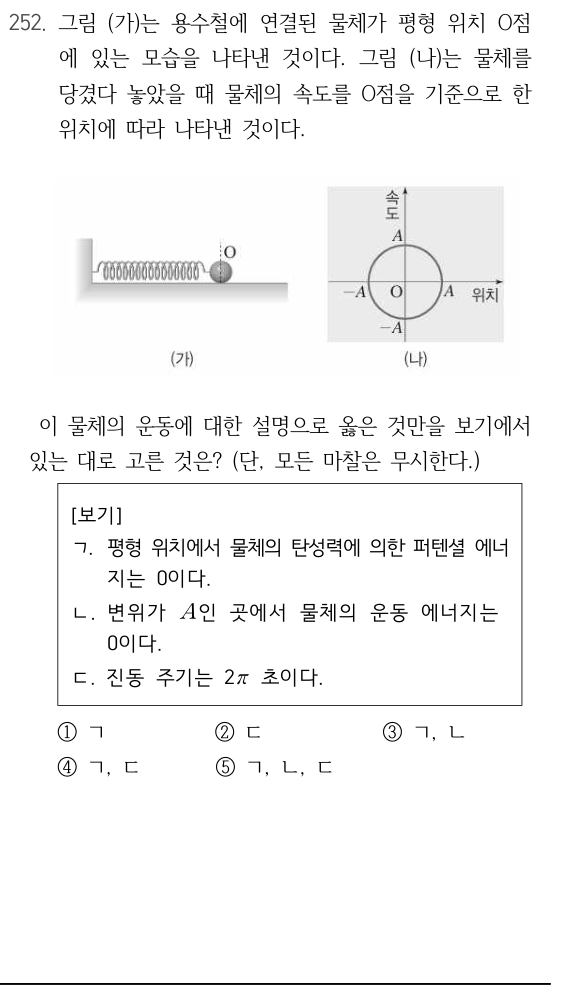 252. 그림 (가)는 용수철에 연결된 물체가 평형 위치 O점
에 있는 모습을 나타낸 것이다. 그림 (나)는 물체를
당겼다 놓았을 때 물체의 속도를 O점을 기준으로 한
위치에 따라 나타낸 것이다.
O
(가)
속도
A
-A
O
A
위치
-A
(나)
이 물체의 운동에 대한 설명으로 옳은 것만을 보기에서
있는 대로 고른 것은? (단, 모든 마찰은 무시한다.)
[보기]
ㄱ. 평형 위치에서 물체의 탄성력에 의한 퍼텐셜 에너
지는 0이다.
ㄴ. 변위가 A인 곳에서 물체의 운동 에너지는
0이다.
ㄷ. 진동 주기는 2π 초이다.
① ㄱ ② ㄷ ③ ㄱ, ㄴ
④ ㄱ, ㄷ ⑤ ㄱ, ㄴ, ㄷ